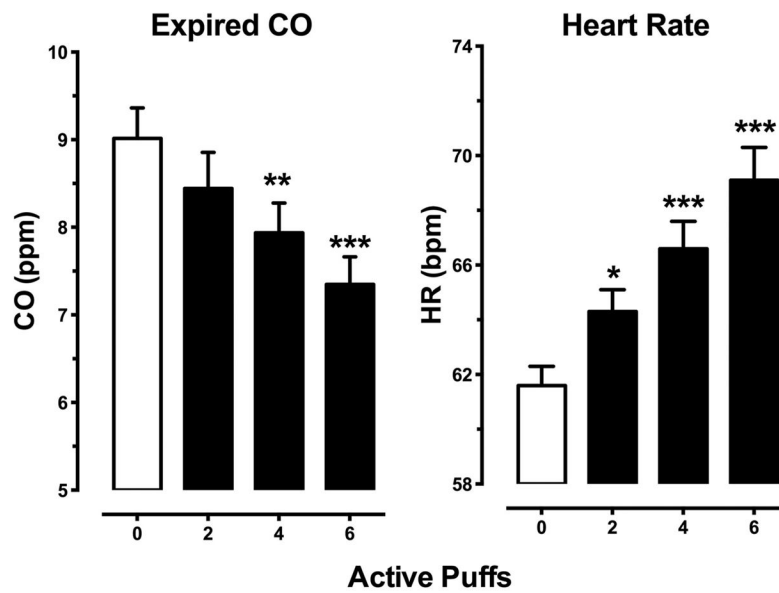 Expired CO
10
9
8
7
6
5
CO (ppm)
**
***
0 2 4 6
Heart Rate
74
70
66
62
58
HR (bpm)
*
***
***
0 2 4 6
Active Puffs